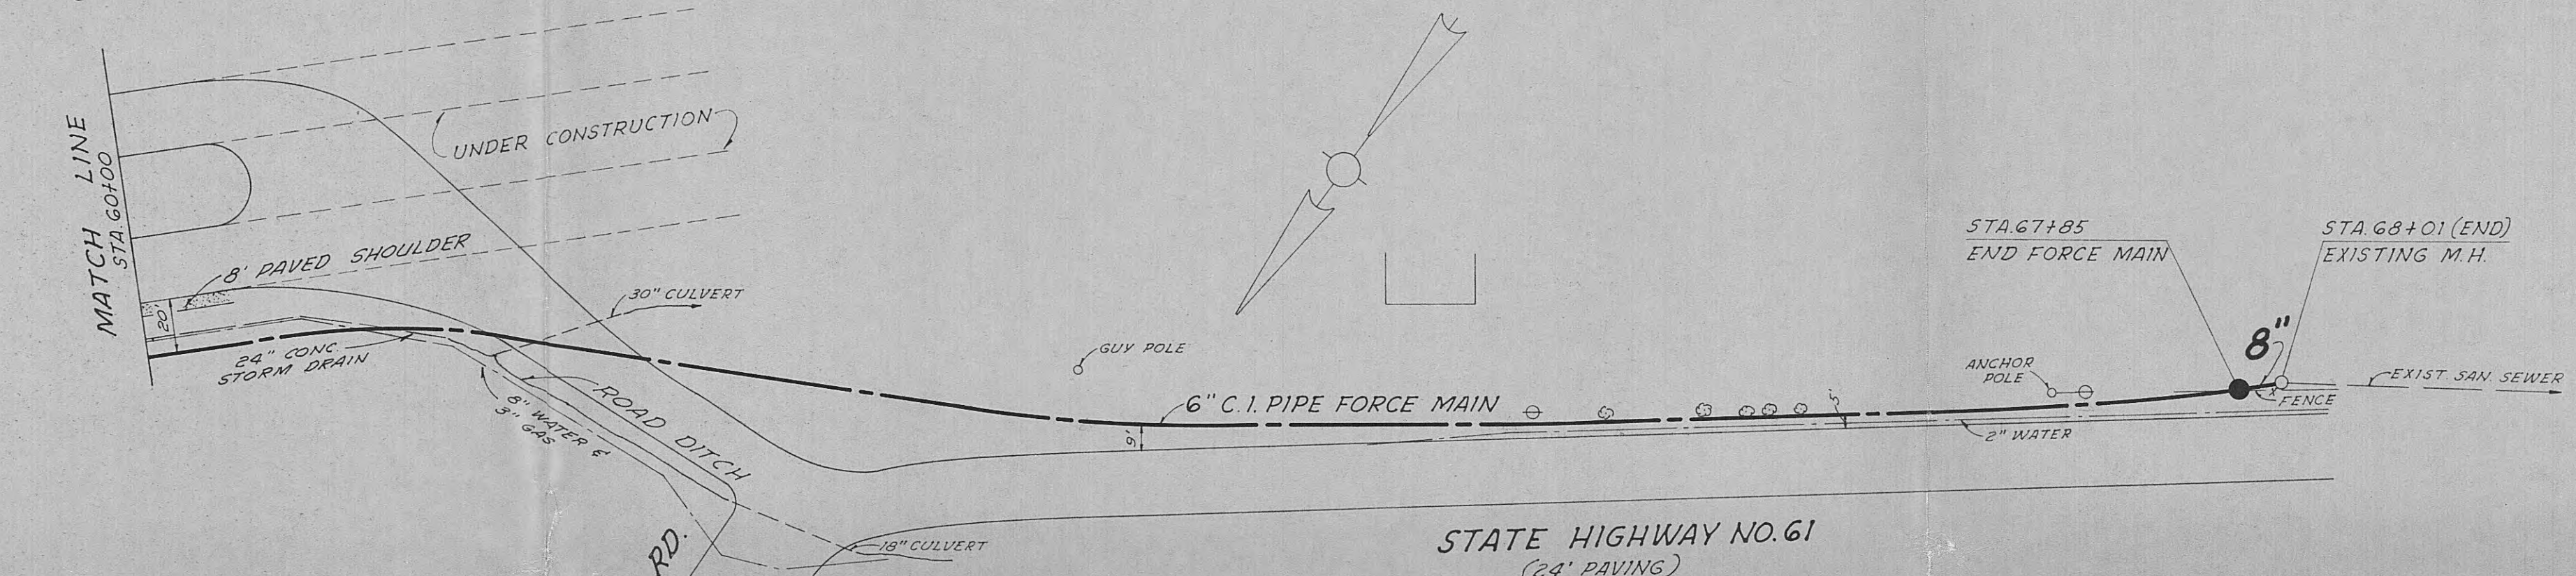 MATCH LINE
STA. 60+00
UNDER CONSTRUCTION
8' PAVED SHOULDER
20'
24" CONC.
STORM DRAIN
30" CULVERT
8" WATER &
3" GAS
ROAD DITCH
RD.
18" CULVERT
GUY POLE
9'
6" C.I. PIPE FORCE MAIN
5'
2" WATER
STATE HIGHWAY NO. 61
(24' PAVING)
ANCHOR
POLE
STA. 67+85
END FORCE MAIN
STA. 68+01 (END)
EXISTING M.H.
8"
x
FENCE
EXIST. SAN. SEWER